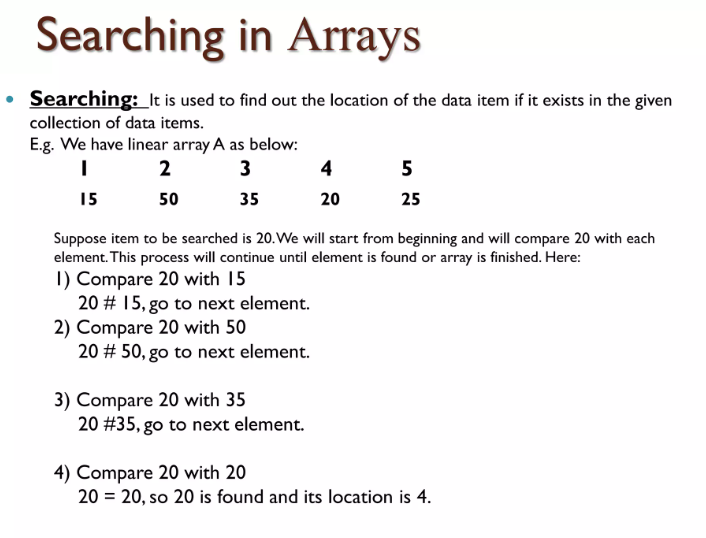 Searching in Arrays
• Searching: It is used to find out the location of the data item if it exists in the given
collection of data items.
E.g. We have linear array A as below:
1 2 3 4 5
15 50 35 20 25
Suppose item to be searched is 20. We will start from beginning and will compare 20 with each
element. This process will continue until element is found or array is finished. Here:
1) Compare 20 with 15
20 # 15, go to next element.
2) Compare 20 with 50
20 # 50, go to next element.
3) Compare 20 with 35
20 #35, go to next element.
4) Compare 20 with 20
20 = 20, so 20 is found and its location is 4.